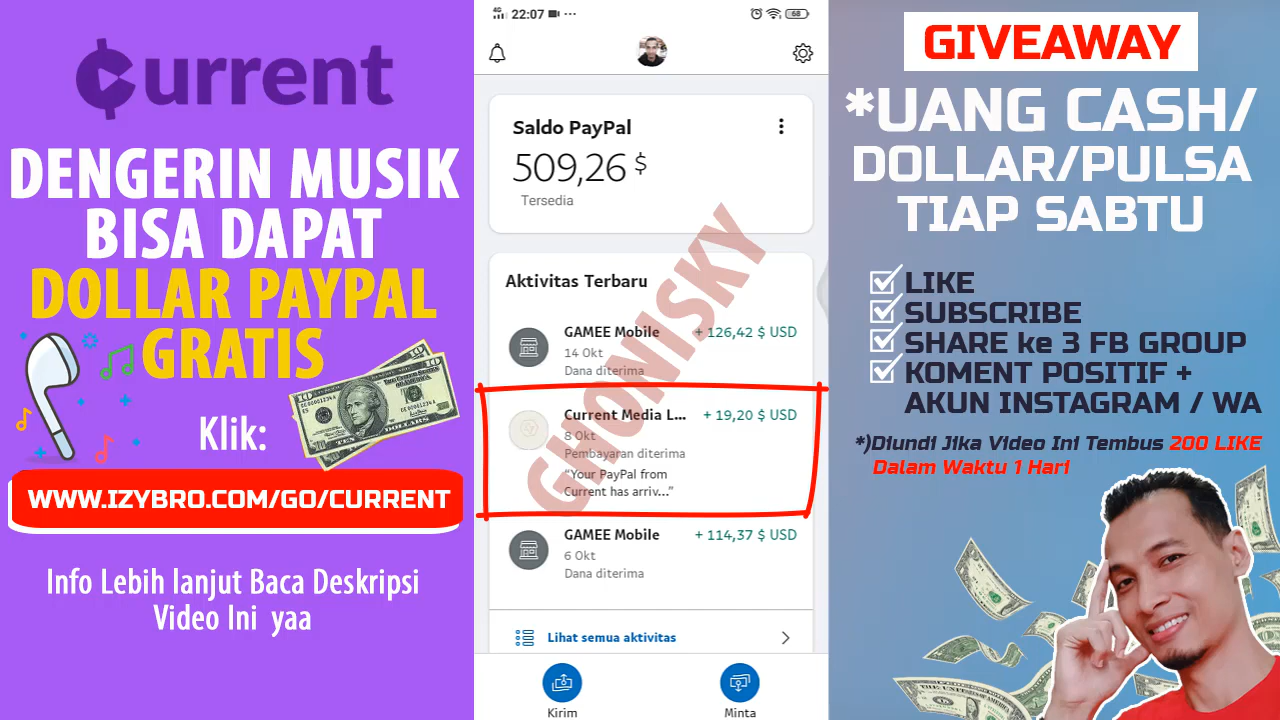 Current
DENGERIN MUSIK
BISA DAPAT
DOLLAR PAYPAL
GRATIS
Klik:
WWW.IZYBRO.COM/GO/CURRENT
Info Lebih lanjut Baca Deskripsi
Video Ini yaa
4G 22:07 68
Saldo PayPal
509,26 $
Tersedia
Aktivitas Terbaru
GAMEE Mobile + 126,42 $ USD
14 Okt
Dana diterima
Current Media L... + 19,20 $ USD
8 Okt
Pembayaran diterima
“Your PayPal from
Current has arriv...”
GAMEE Mobile + 114,37 $ USD
6 Okt
Dana diterima
Lihat semua aktivitas
Kirim Minta
GHONISKY
GIVEAWAY
*UANG CASH/
DOLLAR/PULSA
TIAP SABTU
LIKE
SUBSCRIBE
SHARE ke 3 FB GROUP
KOMENT POSITIF +
AKUN INSTAGRAM / WA
*)Diundi Jika Video Ini Tembus 200 LIKE
Dalam Waktu 1 Hari